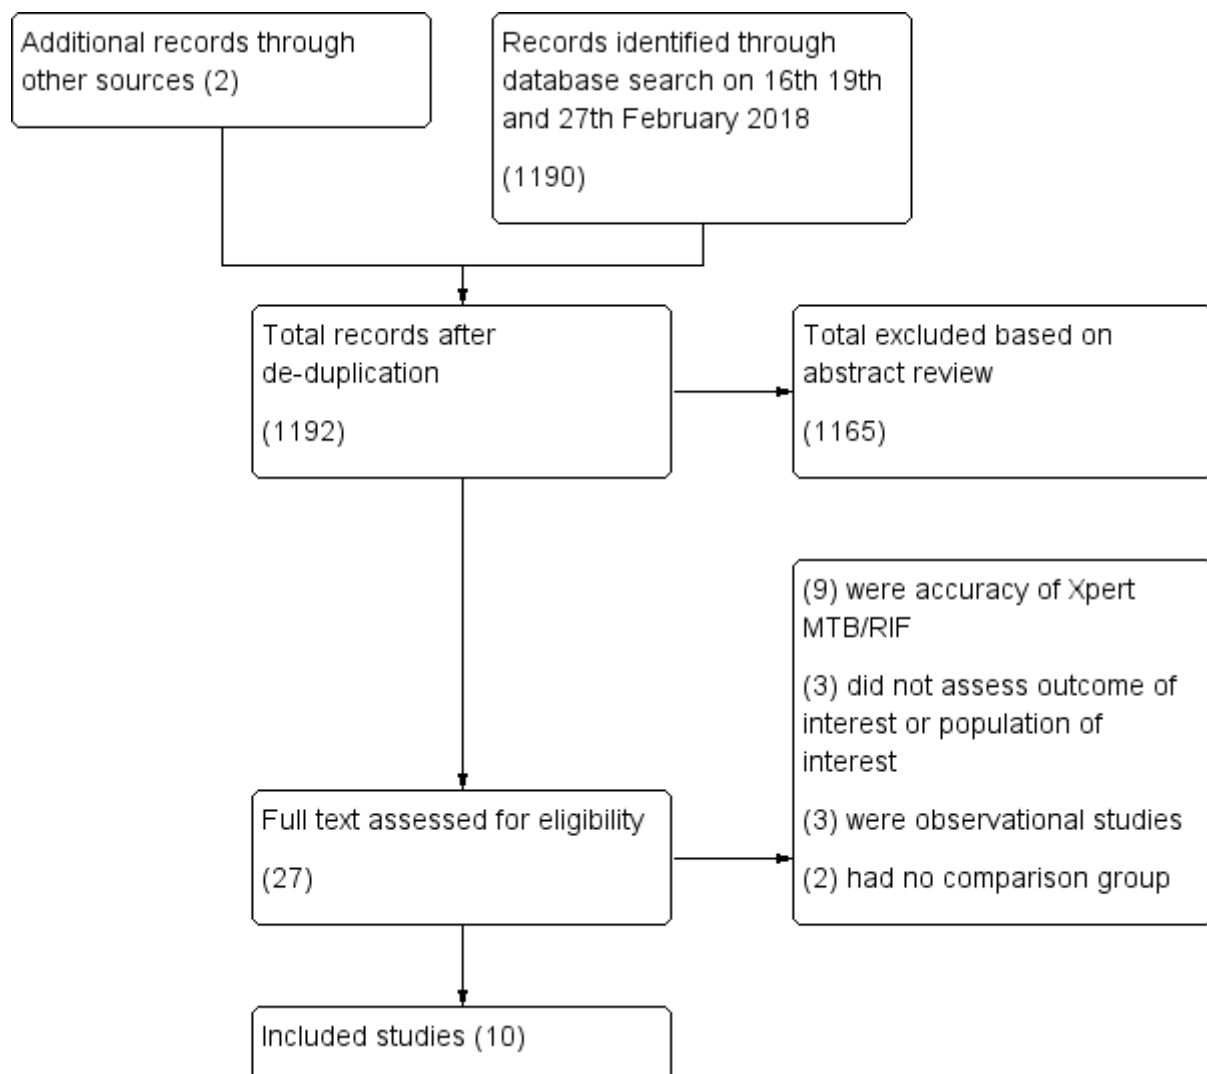 Additional records through
other sources (2)
Records identified through
database search on 16th 19th
and 27th February 2018
(1190)
Total records after
de-duplication
(1192)
Total excluded based on
abstract review
(1165)
(9) were accuracy of Xpert
MTB/RIF
(3) did not assess outcome of
interest or population of
interest
(3) were observational studies
(2) had no comparison group
Full text assessed for eligibility
(27)
Included studies (10)